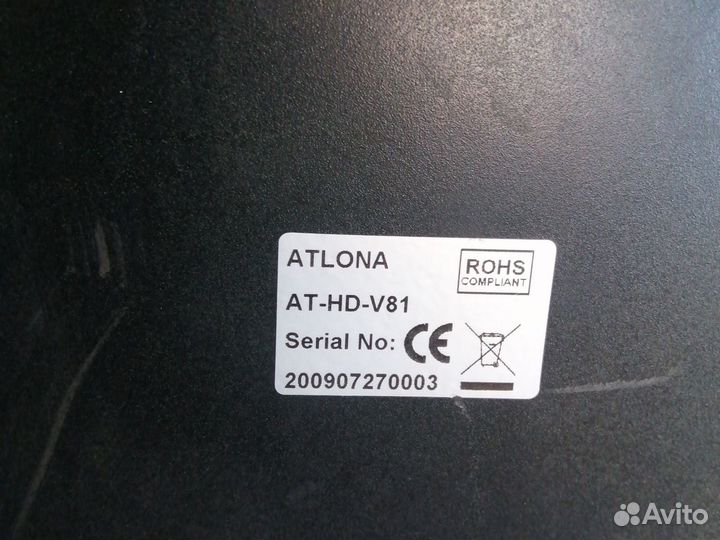 ATLONA
ROHS
COMPLIANT
AT-HD-V81
Serial No: CE
200907270003
Avito